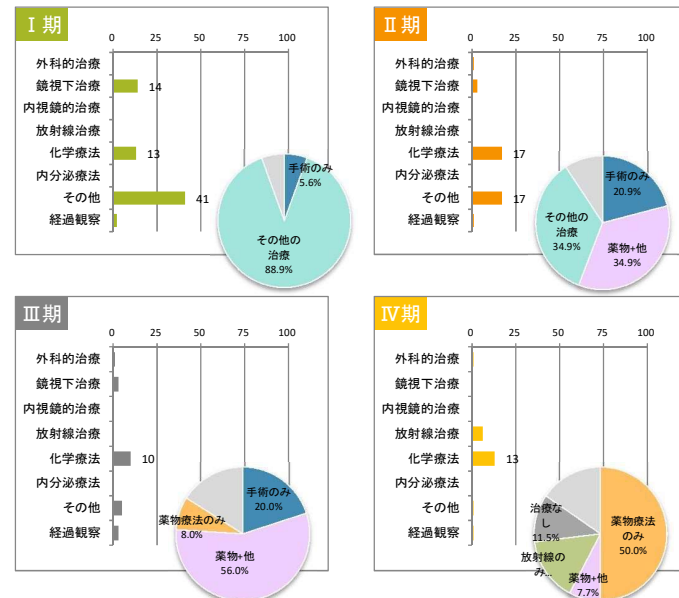 Ⅰ期
0 25 50 75 100
外科的治療
鏡視下治療 14
内視鏡的治療
放射線治療
化学療法 13
内分泌療法
その他 41
経過観察
手術のみ
5.6%
その他の
治療
88.9%
Ⅱ期
0 25 50 75 100
外科的治療
鏡視下治療
内視鏡的治療
放射線治療
化学療法 17
内分泌療法
その他 17
経過観察
手術のみ
20.9%
その他の
治療
34.9%
薬物+他
34.9%
Ⅲ期
0 25 50 75 100
外科的治療
鏡視下治療
内視鏡的治療
放射線治療
化学療法 10
内分泌療法
その他
経過観察
手術のみ
20.0%
薬物療法のみ
8.0%
薬物+他
56.0%
Ⅳ期
0 25 50 75 100
外科的治療
鏡視下治療
内視鏡的治療
放射線治療
化学療法 13
内分泌療法
その他
経過観察
治療な
し
11.5%
薬物療法
のみ
50.0%
放射線の
み…
薬物+他
7.7%